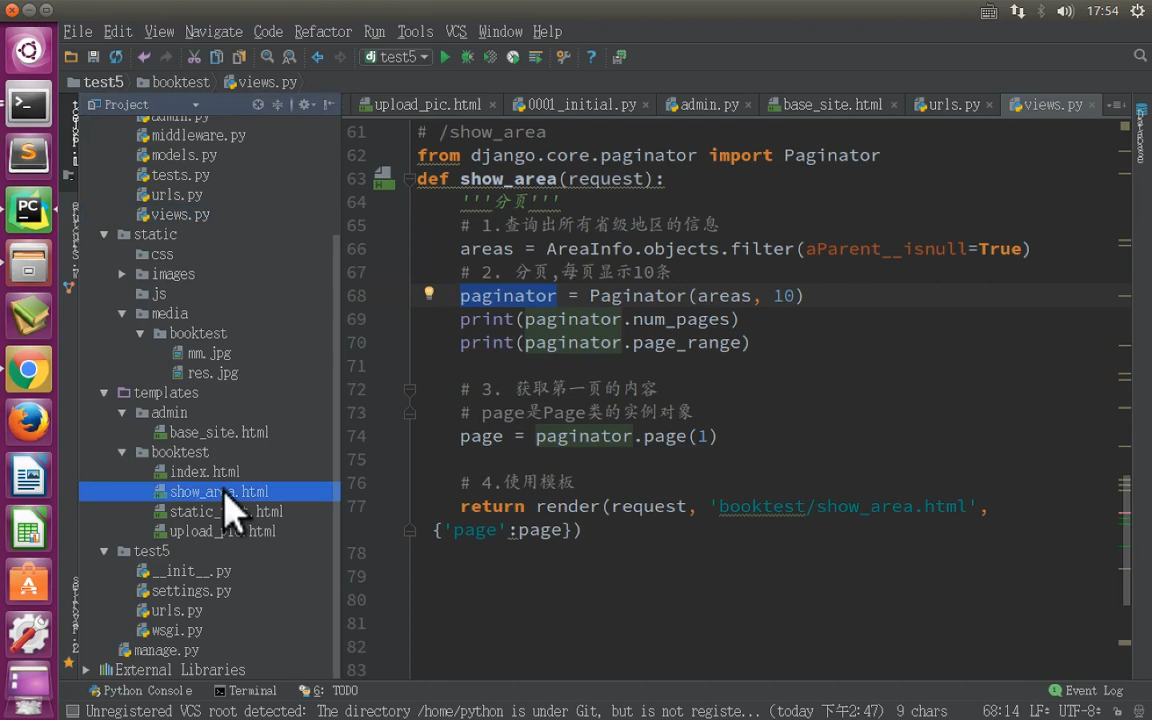 17:54
File Edit View Navigate Code Refactor Run Tools VCS Window Help
test5
test5 booktest views.py
Project
upload_pic.html 0001_initial.py admin.py base_site.html urls.py views.py
admin.py
middleware.py
models.py
tests.py
urls.py
views.py
static
css
images
js
media
booktest
mm.jpg
res.jpg
templates
admin
base_site.html
booktest
index.html
show_area.html
upload_pic.html
test5
__init__.py
settings.py
urls.py
wsgi.py
manage.py
External Libraries
61 # /show_area
62 from django.core.paginator import Paginator
63 def show_area(request):
64 '''分页'''
65 # 1.查询出所有省级地区的信息
66 areas = AreaInfo.objects.filter(aParent__isnull=True)
67 # 2. 分页,每页显示10条
68 paginator = Paginator(areas, 10)
69 print(paginator.num_pages)
70 print(paginator.page_range)
71
72 # 3. 获取第一页的内容
73 # page是Page类的实例对象
74 page = paginator.page(1)
75
76 # 4.使用模板
77 return render(request, 'booktest/show_area.html',
{'page':page})
78
79
80
81
82
83
Python Console Terminal 6: TODO Event Log
Unregistered VCS root detected: The directory /home/python is under Git, but is not registe... (today 下午2:47) 9 chars 68:14 LF÷ UTF-8÷